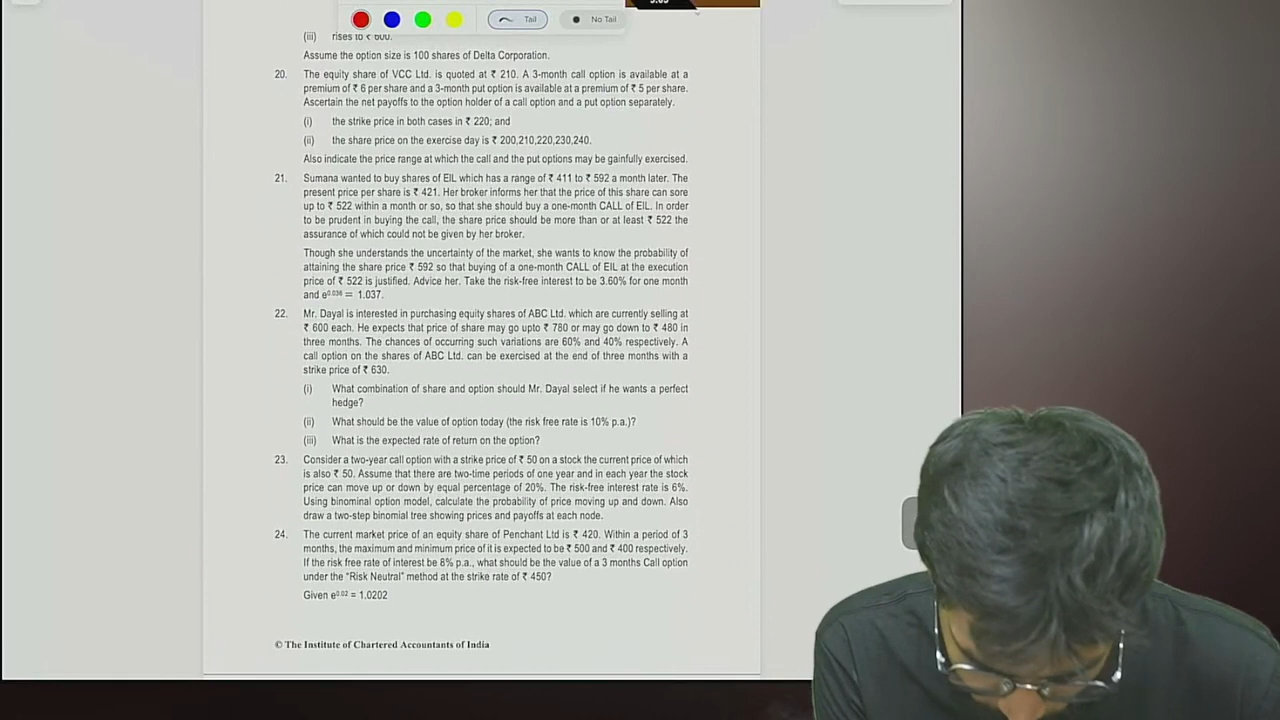 Tail
No Tail
(iii) rises to ₹ 600.
Assume the option size is 100 shares of Delta Corporation.
20. The equity share of VCC Ltd. is quoted at ₹ 210. A 3-month call option is available at a
premium of ₹ 6 per share and a 3-month put option is available at a premium of ₹ 5 per share.
Ascertain the net payoffs to the option holder of a call option and a put option separately.
(i) the strike price in both cases in ₹ 220; and
(ii) the share price on the exercise day is ₹ 200,210,220,230,240.
Also indicate the price range at which the call and the put options may be gainfully exercised.
21. Sumana wanted to buy shares of EIL which has a range of ₹ 411 to ₹ 592 a month later. The
present price per share is ₹ 421. Her broker informs her that the price of this share can sore
up to ₹ 522 within a month or so, so that she should buy a one-month CALL of EIL. In order
to be prudent in buying the call, the share price should be more than or at least ₹ 522 the
assurance of which could not be given by her broker.
Though she understands the uncertainty of the market, she wants to know the probability of
attaining the share price ₹ 592 so that buying of a one-month CALL of EIL at the execution
price of ₹ 522 is justified. Advice her. Take the risk-free interest to be 3.60% for one month
and e^0.036 = 1.037.
22. Mr. Dayal is interested in purchasing equity shares of ABC Ltd. which are currently selling at
₹ 600 each. He expects that price of share may go upto ₹ 780 or may go down to ₹ 480 in
three months. The chances of occurring such variations are 60% and 40% respectively. A
call option on the shares of ABC Ltd. can be exercised at the end of three months with a
strike price of ₹ 630.
(i) What combination of share and option should Mr. Dayal select if he wants a perfect
hedge?
(ii) What should be the value of option today (the risk free rate is 10% p.a.)?
(iii) What is the expected rate of return on the option?
23. Consider a two-year call option with a strike price of ₹ 50 on a stock the current price of which
is also ₹ 50. Assume that there are two-time periods of one year and in each year the stock
price can move up or down by equal percentage of 20%. The risk-free interest rate is 6%.
Using binominal option model, calculate the probability of price moving up and down. Also
draw a two-step binomial tree showing prices and payoffs at each node.
24. The current market price of an equity share of Penchant Ltd is ₹ 420. Within a period of 3
months, the maximum and minimum price of it is expected to be ₹ 500 and ₹ 400 respectively.
If the risk free rate of interest be 8% p.a., what should be the value of a 3 months Call option
under the “Risk Neutral” method at the strike rate of ₹ 450?
Given e^0.02 = 1.0202
© The Institute of Chartered Accountants of India